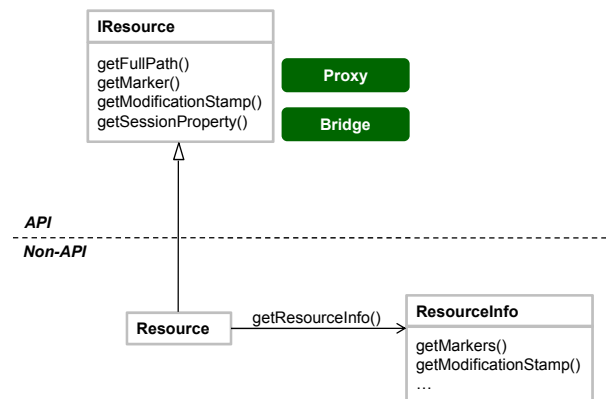 IResource
getFullPath()
getMarker()
getModificationStamp()
getSessionProperty()
Proxy
Bridge
API
Non-API
Resource
getResourceInfo()
ResourceInfo
getMarkers()
getModificationStamp()
…